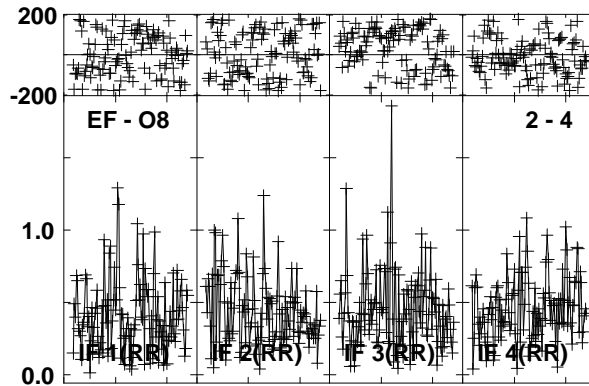 200
-200
EF - O8 2 - 4
1.0
IF 1(RR) IF 2(RR) IF 3(RR) IF 4(RR)
0.0